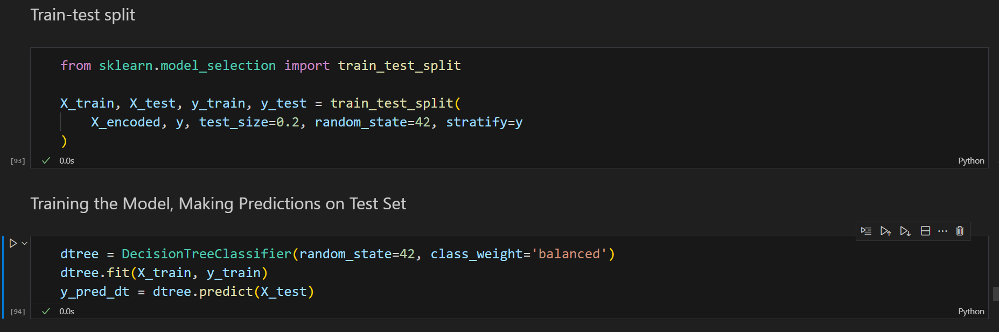 Train-test split
from sklearn.model_selection import train_test_split
X_train, X_test, y_train, y_test = train_test_split(
    X_encoded, y, test_size=0.2, random_state=42, stratify=y
)
[93]
0.0s
Python
Training the Model, Making Predictions on Test Set
dtree = DecisionTreeClassifier(random_state=42, class_weight='balanced')
dtree.fit(X_train, y_train)
y_pred_dt = dtree.predict(X_test)
[94]
0.0s
Python